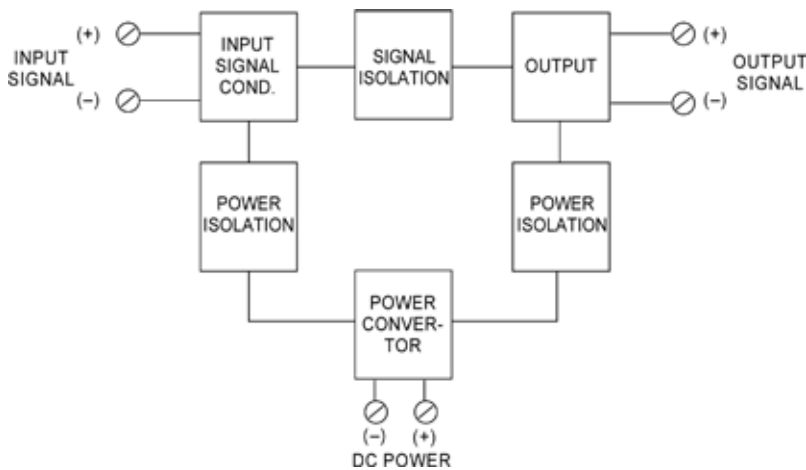 INPUT
SIGNAL
(+)
(–)
INPUT
SIGNAL
COND.
SIGNAL
ISOLATION
OUTPUT
(+)
(–)
OUTPUT
SIGNAL
POWER
ISOLATION
POWER
ISOLATION
POWER
CONVER-
TOR
(–) (+)
DC POWER